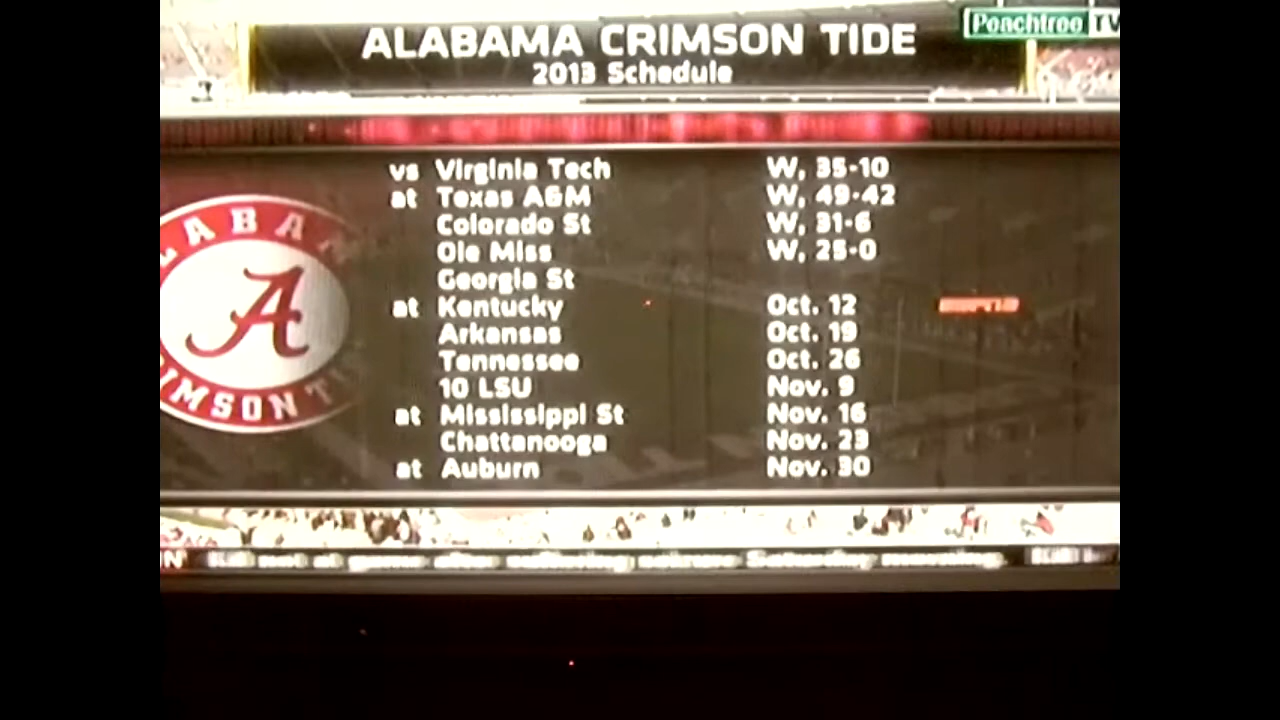 Peachtree TV
ALABAMA CRIMSON TIDE
2013 Schedule
vs Virginia Tech W, 35-10
at Texas A&M W, 49-42
Colorado St W, 31-6
Ole Miss W, 25-0
Georgia St
at Kentucky Oct. 12
Arkansas Oct. 19
Tennessee Oct. 26
10 LSU Nov. 9
at Mississippi St Nov. 16
Chattanooga Nov. 23
at Auburn Nov. 30
LABAMA
A
IMSON T